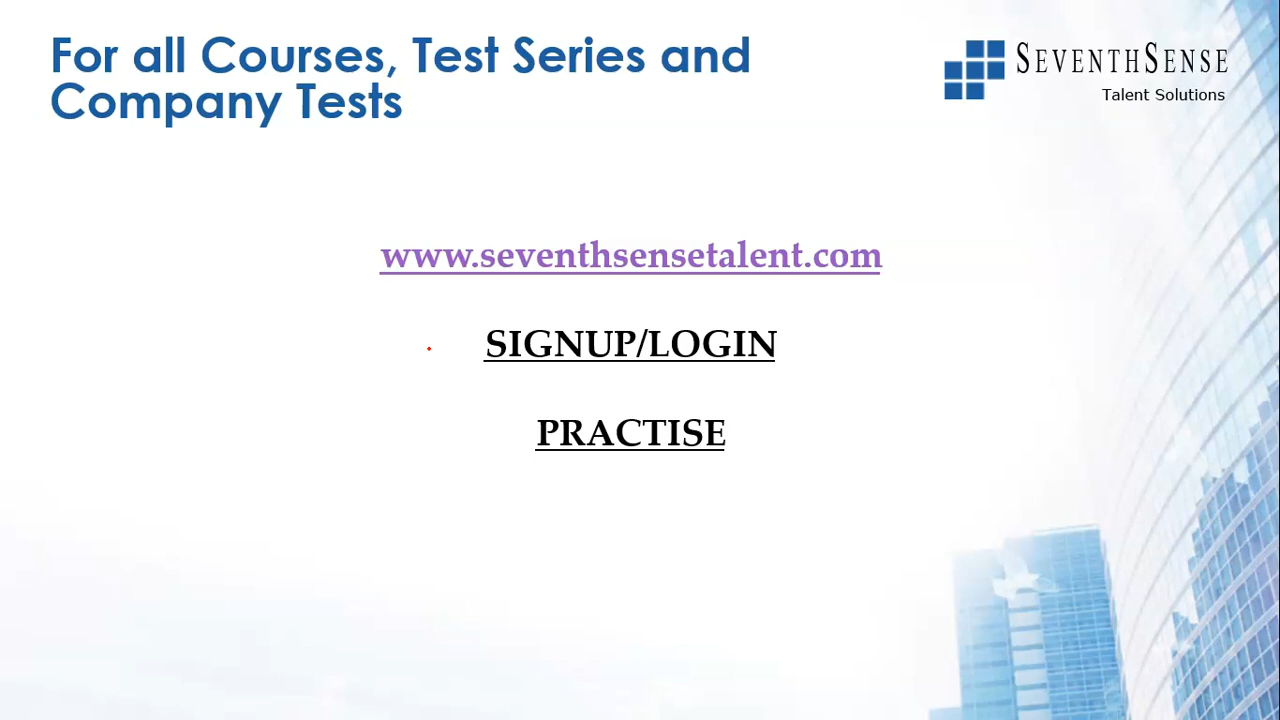 For all Courses, Test Series and
Company Tests
SEVENTHSENSE
Talent Solutions
www.seventhsensetalent.com
SIGNUP/LOGIN
PRACTISE